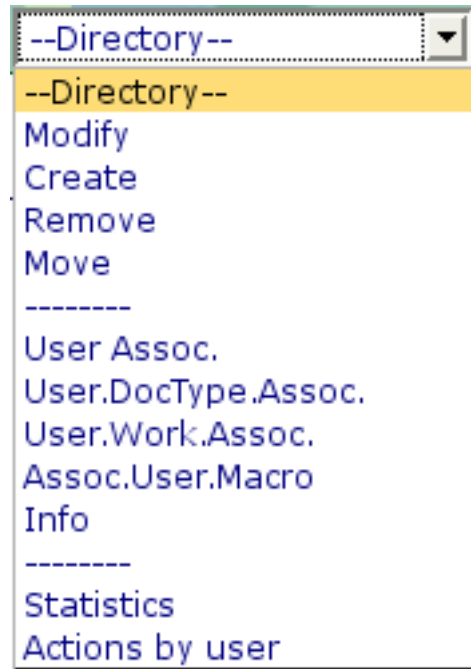 --Directory--
--Directory--
Modify
Create
Remove
Move
--------
User Assoc.
User.DocType.Assoc.
User.Work.Assoc.
Assoc.User.Macro
Info
--------
Statistics
Actions by user